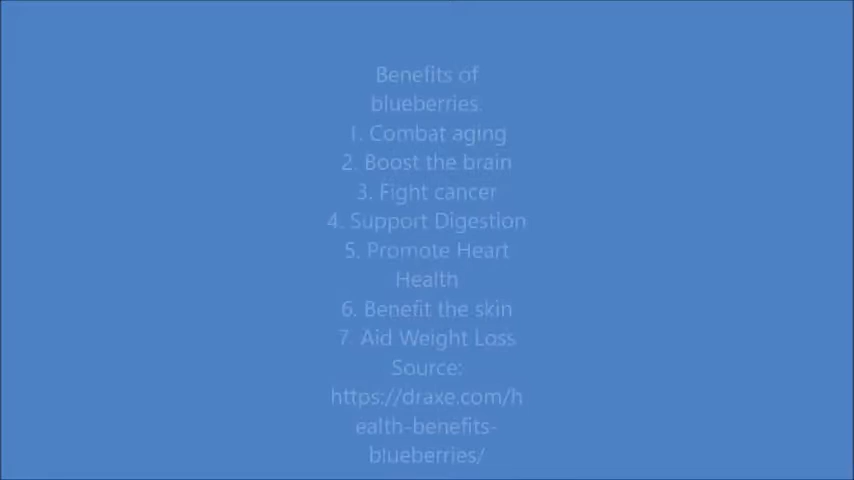 Benefits of
blueberries:
1. Combat aging
2. Boost the brain
3. Fight cancer
4. Support Digestion
5. Promote Heart
Health
6. Benefit the skin
7. Aid Weight Loss
Source:
https://draxe.com/h
ealth-benefits-
blueberries/